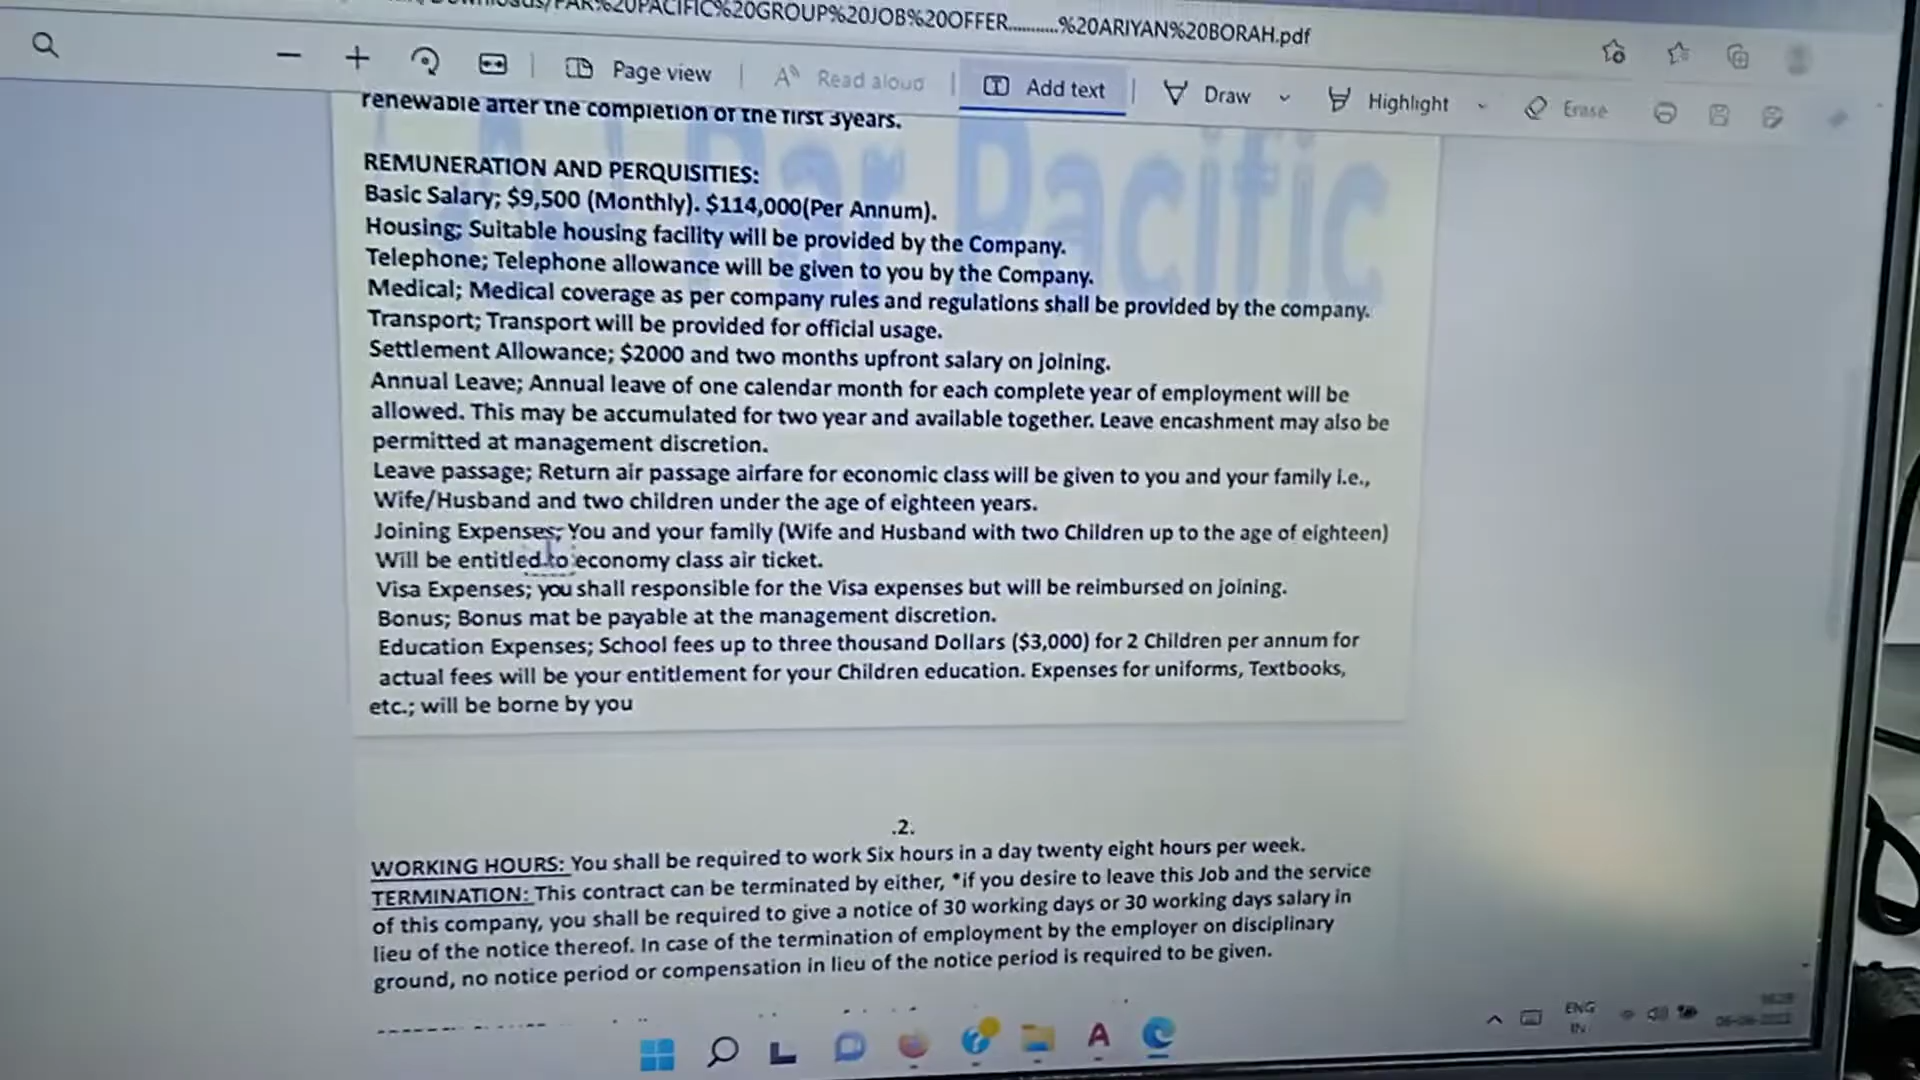 PAR%20PACIFIC%20GROUP%20JOB%20OFFER...........%20ARIYAN%20BORAH.pdf
Page view
Read aloud
Add text
Draw
Highlight
Erase
renewable after the completion of the first 3years.
Par Pacific
REMUNERATION AND PERQUISITIES:
Basic Salary; $9,500 (Monthly). $114,000(Per Annum).
Housing; Suitable housing facility will be provided by the Company.
Telephone; Telephone allowance will be given to you by the Company.
Medical; Medical coverage as per company rules and regulations shall be provided by the company.
Transport; Transport will be provided for official usage.
Settlement Allowance; $2000 and two months upfront salary on joining.
Annual Leave; Annual leave of one calendar month for each complete year of employment will be
allowed. This may be accumulated for two year and available together. Leave encashment may also be
permitted at management discretion.
Leave passage; Return air passage airfare for economic class will be given to you and your family i.e.,
Wife/Husband and two children under the age of eighteen years.
Joining Expenses; You and your family (Wife and Husband with two Children up to the age of eighteen)
Will be entitled to economy class air ticket.
Visa Expenses; you shall responsible for the Visa expenses but will be reimbursed on joining.
Bonus; Bonus mat be payable at the management discretion.
Education Expenses; School fees up to three thousand Dollars ($3,000) for 2 Children per annum for
actual fees will be your entitlement for your Children education. Expenses for uniforms, Textbooks,
etc.; will be borne by you
.2.
WORKING HOURS: You shall be required to work Six hours in a day twenty eight hours per week.
TERMINATION: This contract can be terminated by either, *if you desire to leave this Job and the service
of this company, you shall be required to give a notice of 30 working days or 30 working days salary in
lieu of the notice thereof. In case of the termination of employment by the employer on disciplinary
ground, no notice period or compensation in lieu of the notice period is required to be given.
ENG
IN